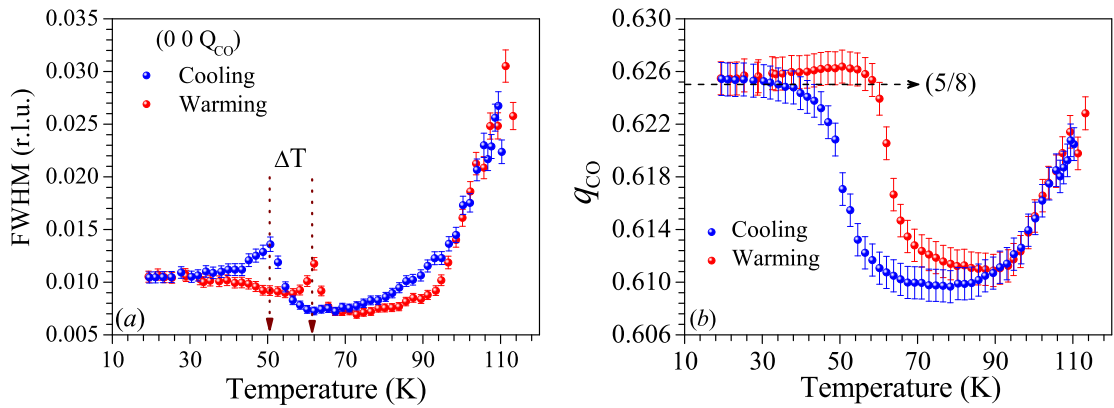 0.035
0.030
0.025
0.020
0.015
0.010
0.005
FWHM (r.l.u.)
(0 0 Q_CO)
Cooling
Warming
ΔT
(a)
10 30 50 70 90 110
Temperature (K)
0.630
0.626
0.622
0.618
0.614
0.610
0.606
q_CO
(5/8)
Cooling
Warming
(b)
10 30 50 70 90 110
Temperature (K)